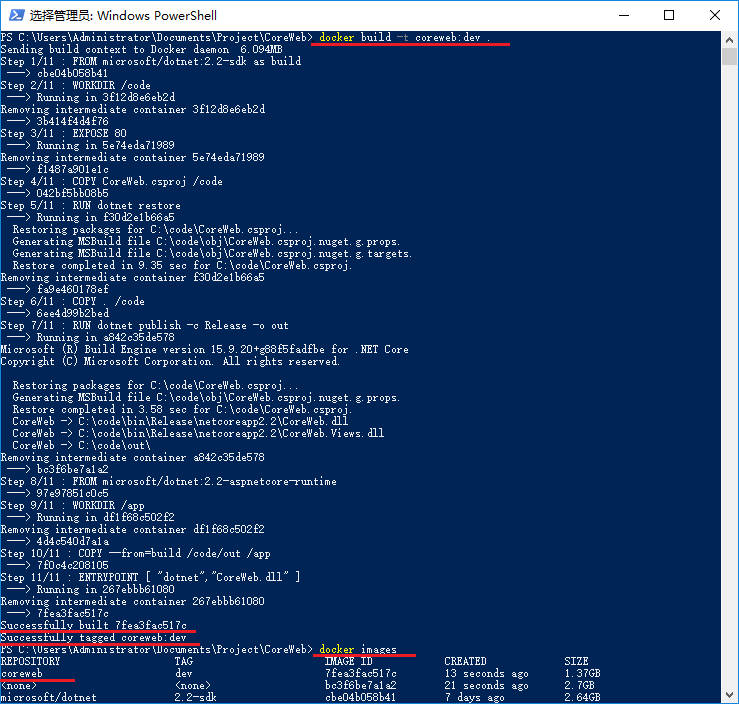 选择管理员: Windows PowerShell
PS C:\Users\Administrator\Documents\Project\CoreWeb> docker build -t coreweb:dev .
Sending build context to Docker daemon  6.094MB
Step 1/11 : FROM microsoft/dotnet:2.2-sdk as build
 ---> cbe04b058b41
Step 2/11 : WORKDIR /code
 ---> Running in 3f12d8e6eb2d
Removing intermediate container 3f12d8e6eb2d
 ---> 3b414f4d4f76
Step 3/11 : EXPOSE 80
 ---> Running in 5e74eda71989
Removing intermediate container 5e74eda71989
 ---> f1487a901e1c
Step 4/11 : COPY CoreWeb.csproj /code
 ---> 042bf5bb08b5
Step 5/11 : RUN dotnet restore
 ---> Running in f30d2e1b66a5
  Restoring packages for C:\code\CoreWeb.csproj...
  Generating MSBuild file C:\code\obj\CoreWeb.csproj.nuget.g.props.
  Generating MSBuild file C:\code\obj\CoreWeb.csproj.nuget.g.targets.
  Restore completed in 9.35 sec for C:\code\CoreWeb.csproj.
Removing intermediate container f30d2e1b66a5
 ---> fa9e460178ef
Step 6/11 : COPY . /code
 ---> 6ee4d99b2bed
Step 7/11 : RUN dotnet publish -c Release -o out
 ---> Running in a842c35de578
Microsoft (R) Build Engine version 15.9.20+g88f5fadfbe for .NET Core
Copyright (C) Microsoft Corporation. All rights reserved.

  Restoring packages for C:\code\CoreWeb.csproj...
  Generating MSBuild file C:\code\obj\CoreWeb.csproj.nuget.g.props.
  Restore completed in 3.58 sec for C:\code\CoreWeb.csproj.
  CoreWeb -> C:\code\bin\Release\netcoreapp2.2\CoreWeb.dll
  CoreWeb -> C:\code\bin\Release\netcoreapp2.2\CoreWeb.Views.dll
  CoreWeb -> C:\code\out\
Removing intermediate container a842c35de578
 ---> bc3f6be7a1a2
Step 8/11 : FROM microsoft/dotnet:2.2-aspnetcore-runtime
 ---> 97e97851c0c5
Step 9/11 : WORKDIR /app
 ---> Running in df1f68c502f2
Removing intermediate container df1f68c502f2
 ---> 4d4c540d7a1a
Step 10/11 : COPY --from=build /code/out /app
 ---> 7f0c4c208105
Step 11/11 : ENTRYPOINT [ "dotnet","CoreWeb.dll" ]
 ---> Running in 267ebbb61080
Removing intermediate container 267ebbb61080
 ---> 7fea3fac517c
Successfully built 7fea3fac517c
Successfully tagged coreweb:dev
PS C:\Users\Administrator\Documents\Project\CoreWeb> docker images
REPOSITORY TAG IMAGE ID CREATED SIZE
coreweb dev 7fea3fac517c 13 seconds ago 1.37GB
<none> <none> bc3f6be7a1a2 21 seconds ago 2.7GB
microsoft/dotnet 2.2-sdk cbe04b058b41 7 days ago 2.64GB